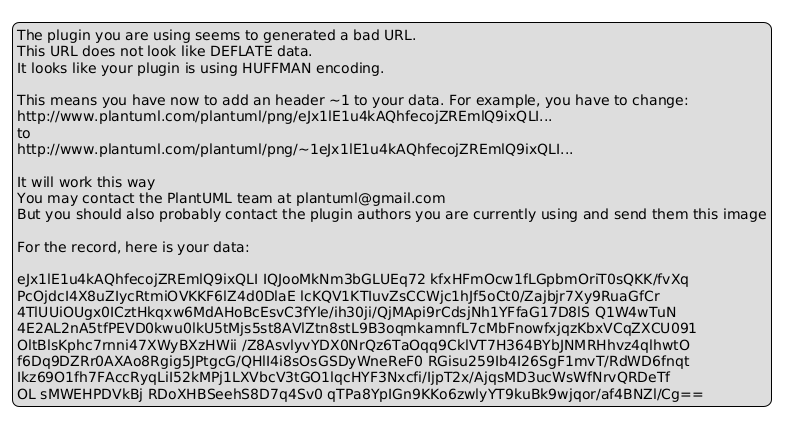 The plugin you are using seems to generated a bad URL.
This URL does not look like DEFLATE data.
It looks like your plugin is using HUFFMAN encoding.
This means you have now to add an header ~1 to your data. For example, you have to change:
http://www.plantuml.com/plantuml/png/eJx1lE1u4kAQhfecojZREmlQ9ixQLI...
to
http://www.plantuml.com/plantuml/png/~1eJx1lE1u4kAQhfecojZREmlQ9ixQLI...
It will work this way
You may contact the PlantUML team at plantuml@gmail.com
But you should also probably contact the plugin authors you are currently using and send them this image
For the record, here is your data:
eJx1lE1u4kAQhfecojZREmlQ9ixQLI IQJooMkNm3bGLUEq72 kfxHFmOcw1fLGpbmOriT0sQKK/fvXq
PcOjdcI4X8uZIycRtmiOVKKF6lZ4d0DlaE lcKQV1KTIuvZsCCWjc1hJf5oCt0/Zajbjr7Xy9RuaGfCr
4TlUUiOUgx0ICztHkqxw6MdAHoBcEsvC3fYle/ih30ji/QjMApi9rCdsjNh1YFfaG17D8lS Q1W4wTuN
4E2AL2nA5tfPEVD0kwu0lkU5tMjs5st8AVlZtn8stL9B3oqmkamnfL7cMbFnowfxjqzKbxVCqZXCU091
OltBlsKphc7mni47XWyBXzHWii /Z8AsvlyvYDX0NrQz6TaOqq9CklVT7H364BYbJNMRHhvz4qlhwtO
f6Dq9DZRr0AXAo8Rgig5JPtgcG/QHlI4i8sOsGSDyWneReF0 RGisu259Ib4I26SgF1mvT/RdWD6fnqt
Ikz69O1fh7FAccRyqLiI52kMPj1LXVbcV3tGO1lqcHYF3Nxcfi/IjpT2x/AjqsMD3ucWsWfNrvQRDeTf
OL sMWEHPDVkBj RDoXHBSeehS8D7q4Sv0 qTPa8YpIGn9KKo6zwlyYT9kuBk9wjqor/af4BNZl/Cg==